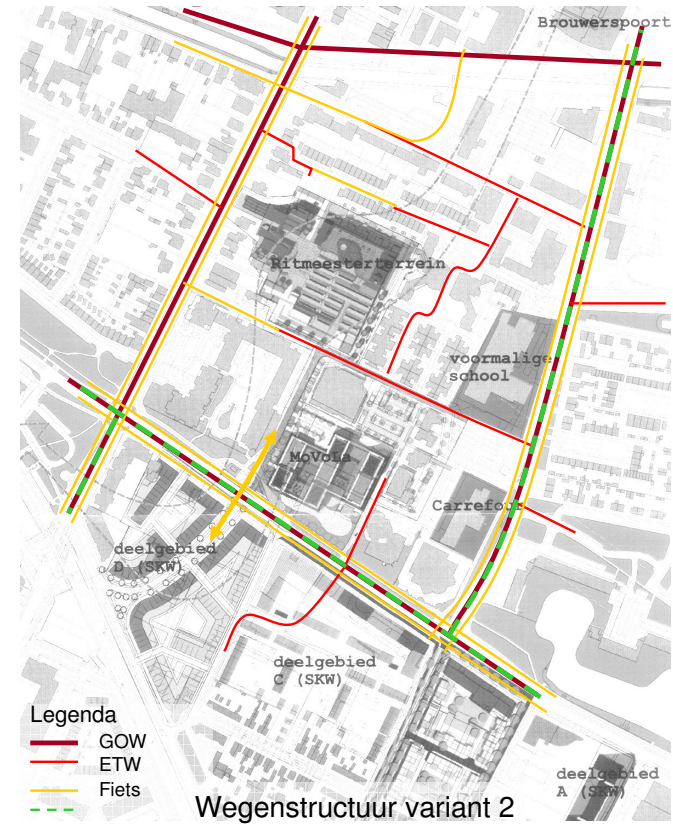 Brouwerspoort
Ritmeesterterrein
voormalige
school
MoVoLa
Carrefour
deelgebied
D (SKW)
deelgebied
C (SKW)
Legenda
GOW
ETW
Fiets
deelgebied
A (SKW)
Wegenstructuur variant 2